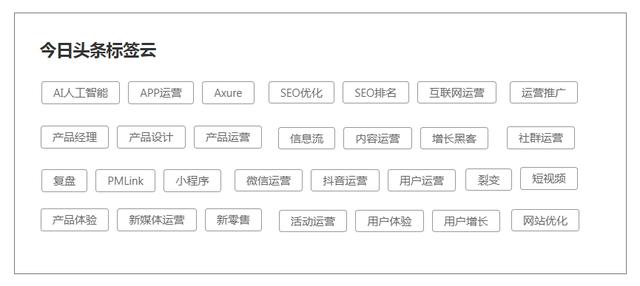 今日头条标签云
AI人工智能 APP运营 Axure SEO优化 SEO排名 互联网运营 运营推广
产品经理 产品设计 产品运营 信息流 内容运营 增长黑客 社群运营
复盘 PMLink 小程序 微信运营 抖音运营 用户运营 裂变 短视频
产品体验 新媒体运营 新零售 活动运营 用户体验 用户增长 网站优化